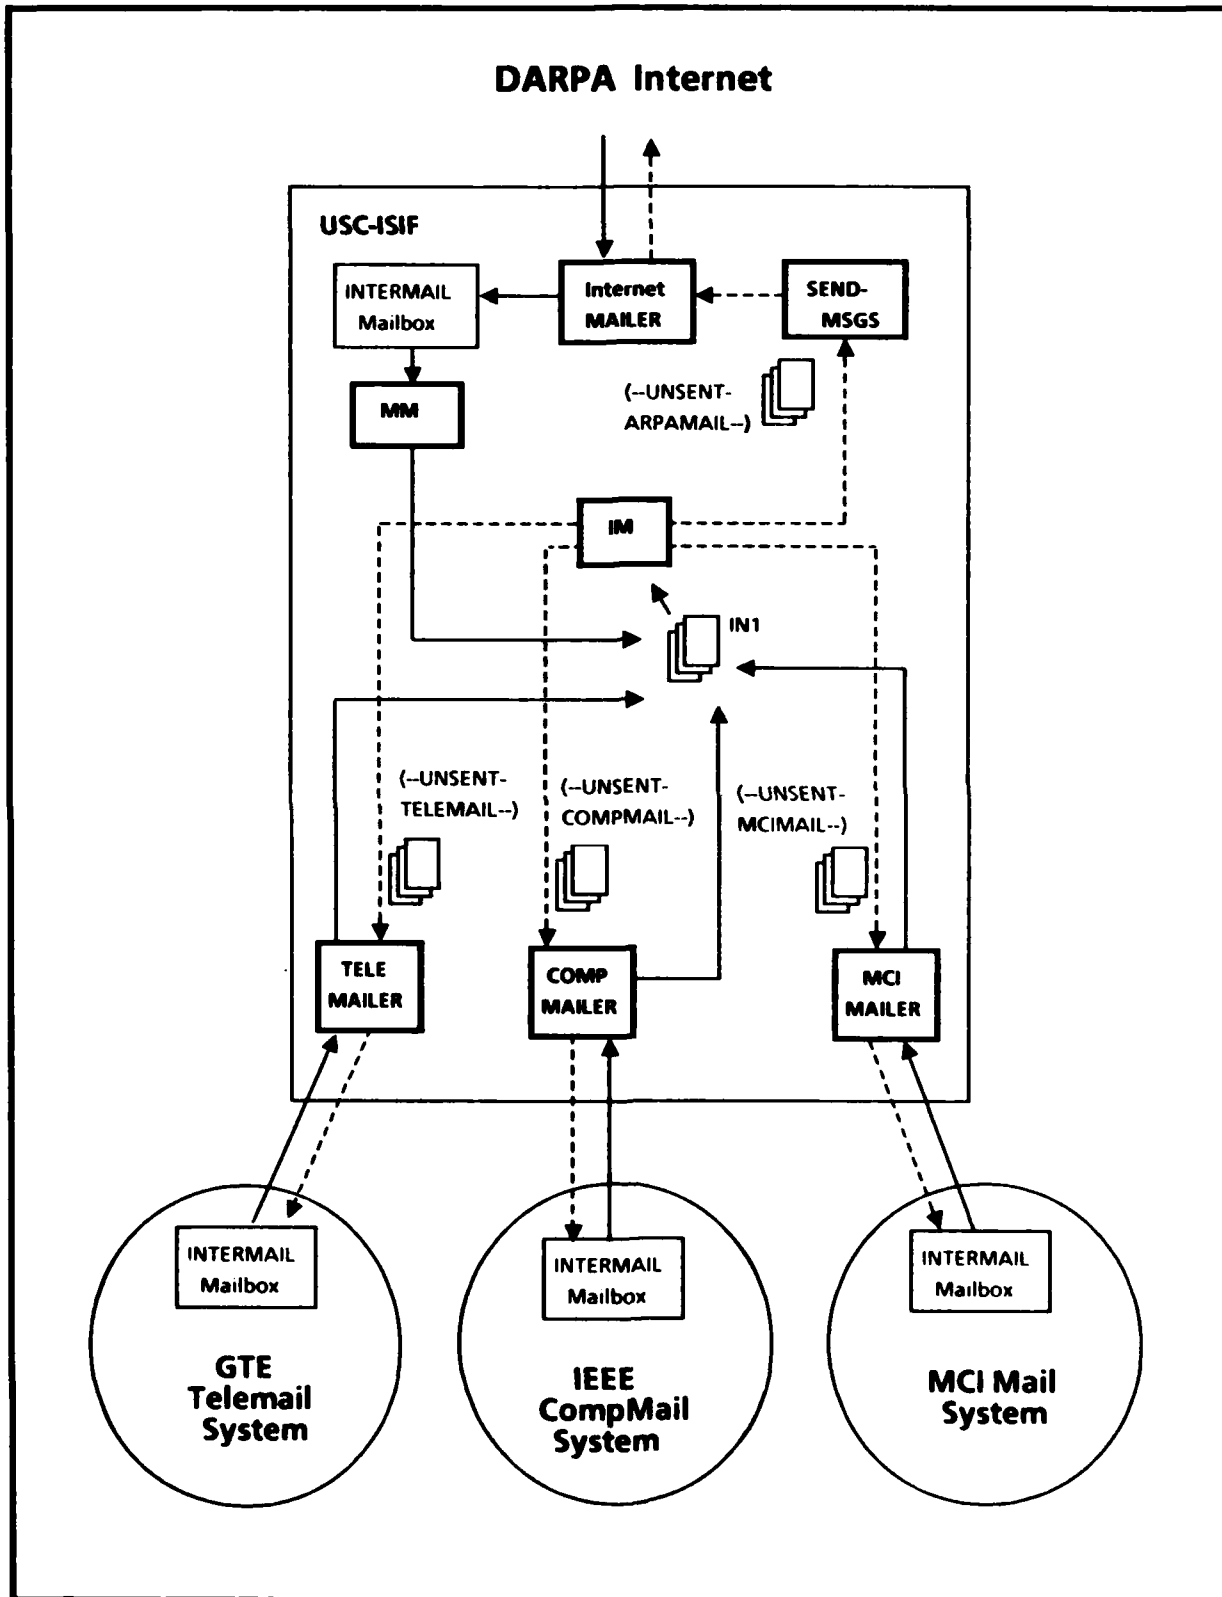 DARPA Internet
USC-ISIF
INTERMAIL
Mailbox
Internet
MAILER
SEND-
MSGS
MM
(--UNSENT-
ARPAMAIL--)
IM
IN1
(--UNSENT-
TELEMAIL--)
(--UNSENT-
COMPMAIL--)
(--UNSENT-
MCIMAIL--)
TELE
MAILER
COMP
MAILER
MCI
MAILER
INTERMAIL
Mailbox
GTE
Telemail
System
INTERMAIL
Mailbox
IEEE
CompMail
System
INTERMAIL
Mailbox
MCI Mail
System